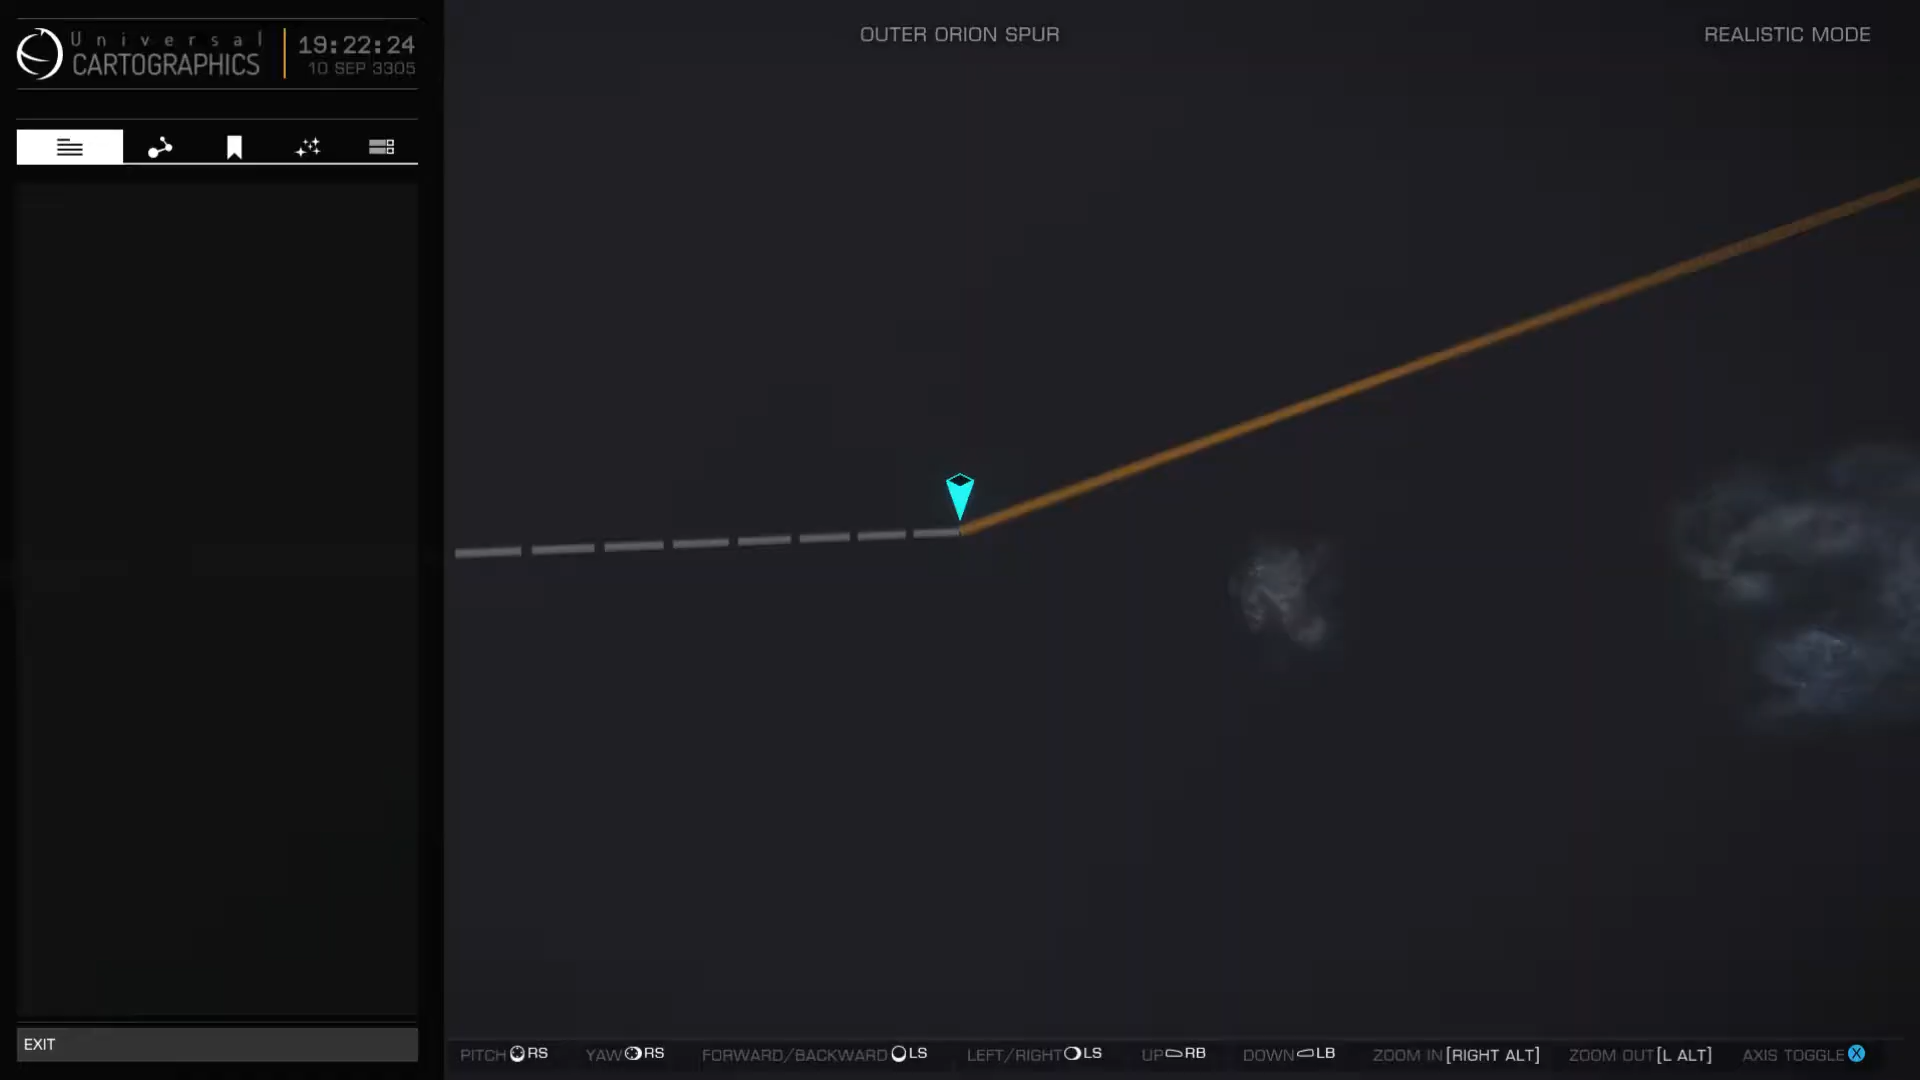 Universal
CARTOGRAPHICS
19:22:24
10 SEP 3305
OUTER ORION SPUR
REALISTIC MODE
EXIT
PITCH RS YAW RS FORWARD/BACKWARD LS LEFT/RIGHT LS UP RB DOWN LB ZOOM IN [RIGHT ALT] ZOOM OUT [L ALT] AXIS TOGGLE X